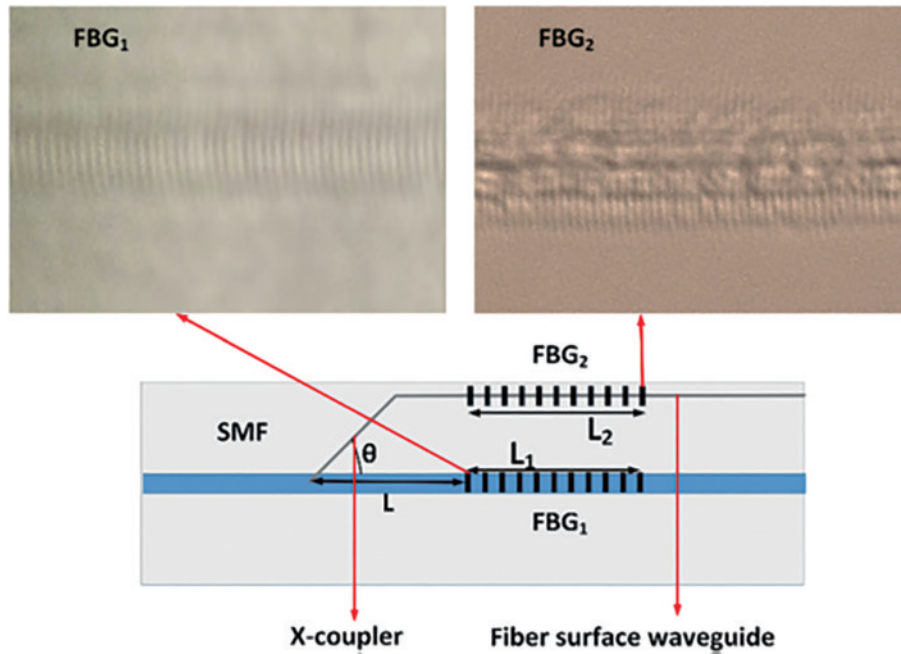 FBG₁
FBG₂
FBG₂
SMF
L₂
θ
L₁
L
FBG₁
X-coupler
Fiber surface waveguide